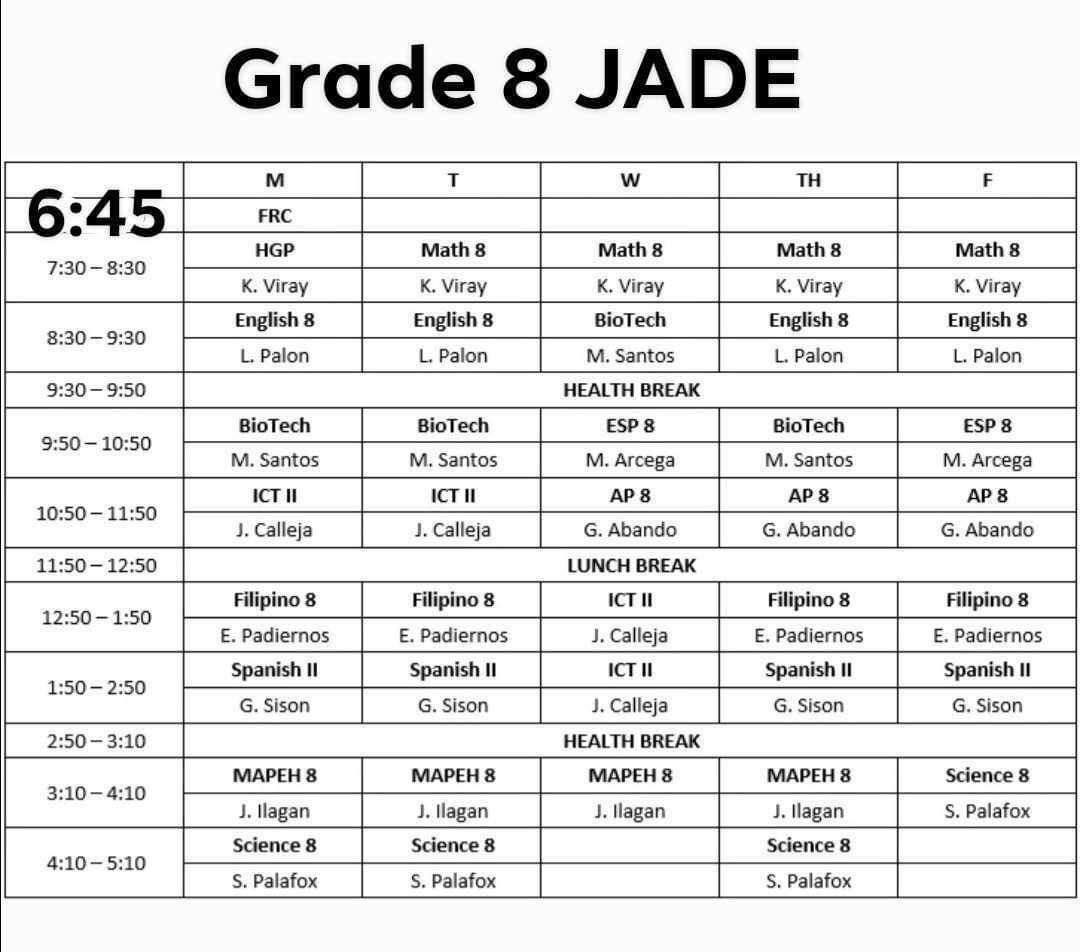 Grade 8 JADE
M T W TH F
6:45 FRC
7:30 – 8:30 HGP Math 8 Math 8 Math 8 Math 8
K. Viray K. Viray K. Viray K. Viray K. Viray
8:30 – 9:30 English 8 English 8 BioTech English 8 English 8
L. Palon L. Palon M. Santos L. Palon L. Palon
9:30 – 9:50 HEALTH BREAK
9:50 – 10:50 BioTech BioTech ESP 8 BioTech ESP 8
M. Santos M. Santos M. Arcega M. Santos M. Arcega
10:50 – 11:50 ICT II ICT II AP 8 AP 8 AP 8
J. Calleja J. Calleja G. Abando G. Abando G. Abando
11:50 – 12:50 LUNCH BREAK
12:50 – 1:50 Filipino 8 Filipino 8 ICT II Filipino 8 Filipino 8
E. Padiernos E. Padiernos J. Calleja E. Padiernos E. Padiernos
1:50 – 2:50 Spanish II Spanish II ICT II Spanish II Spanish II
G. Sison G. Sison J. Calleja G. Sison G. Sison
2:50 – 3:10 HEALTH BREAK
3:10 – 4:10 MAPEH 8 MAPEH 8 MAPEH 8 MAPEH 8 Science 8
J. Ilagan J. Ilagan J. Ilagan J. Ilagan S. Palafox
4:10 – 5:10 Science 8 Science 8 Science 8
S. Palafox S. Palafox S. Palafox